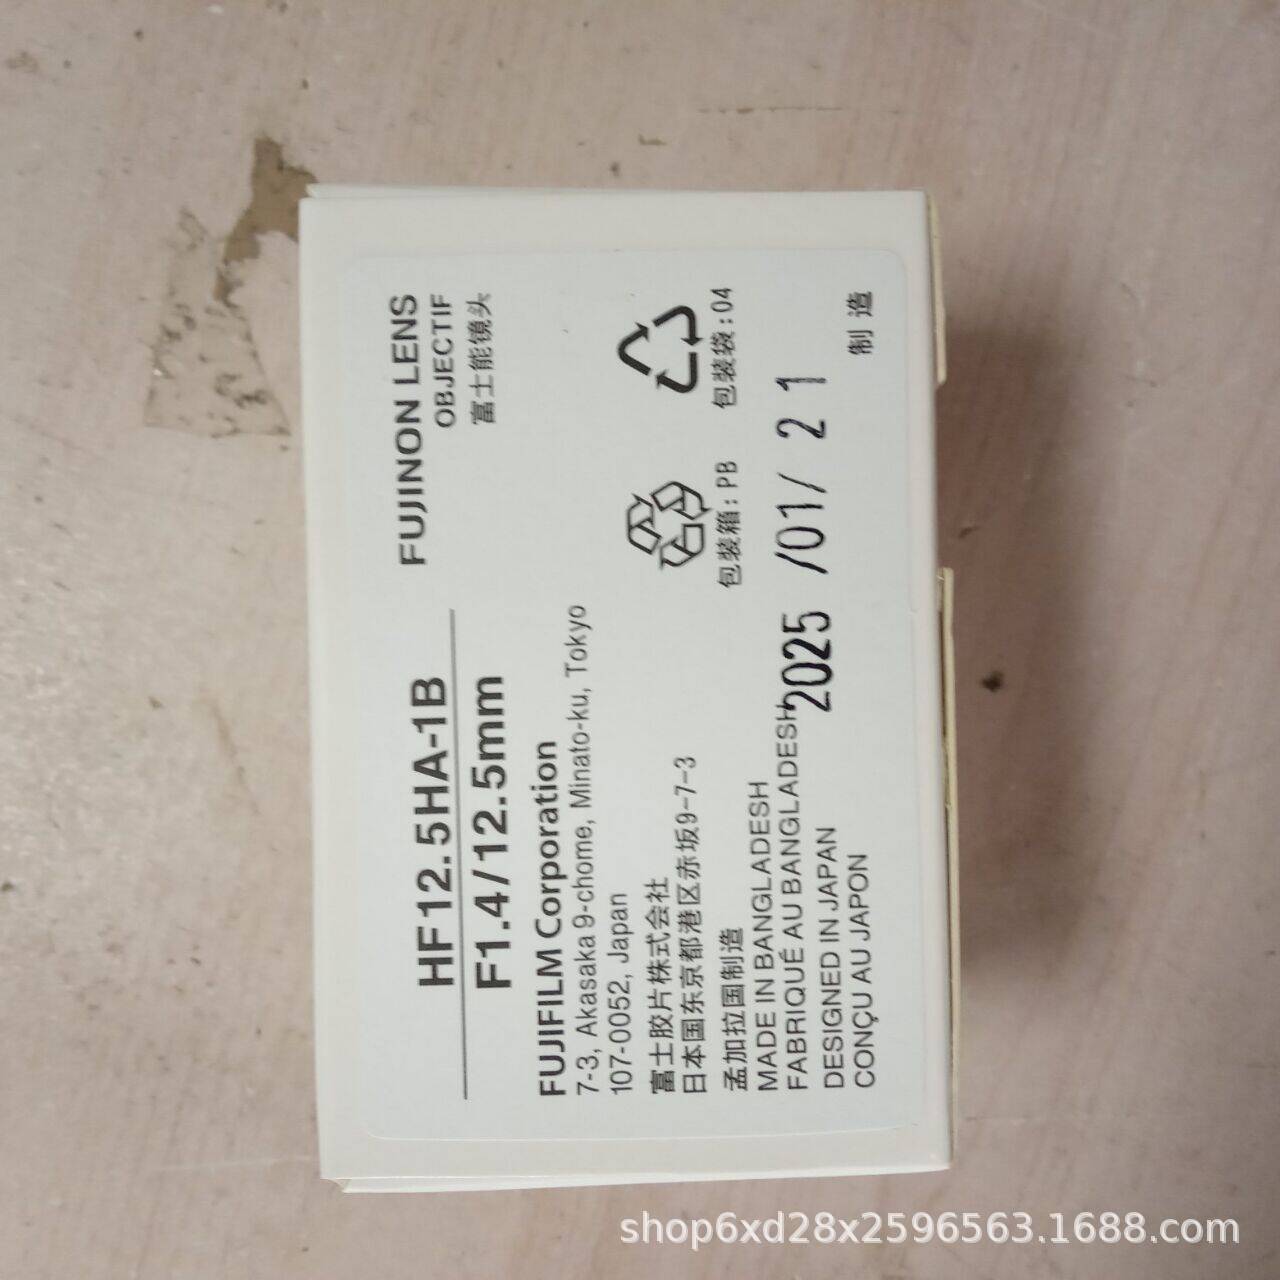 HF12.5HA-1B
F1.4/12.5mm
FUJINON LENS
OBJECTIF
富士能镜头
FUJIFILM Corporation
7-3, Akasaka 9-chome, Minato-ku, Tokyo
107-0052, Japan
富士胶片株式会社
日本国东京都港区赤坂9-7-3
包装箱: PB
包装袋:04
孟加拉国制造
MADE IN BANGLADESH
FABRIQUÉ AU BANGLADESH
DESIGNED IN JAPAN
CONÇU AU JAPON
2025 /01/ 21
制 造
shop6xd28x2596563.1688.com